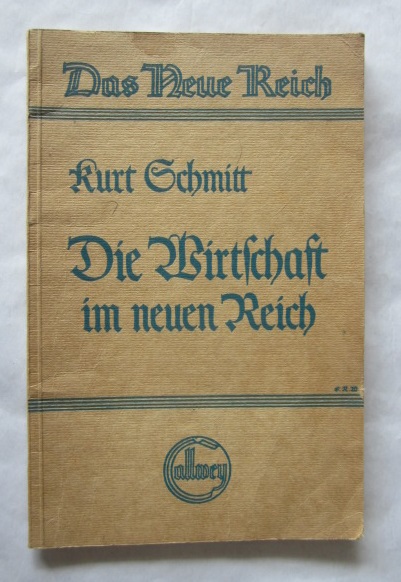 Das Neue Reich
Kurt Schmitt
Die Wirtſchaft
im neuen Reich
Callwey